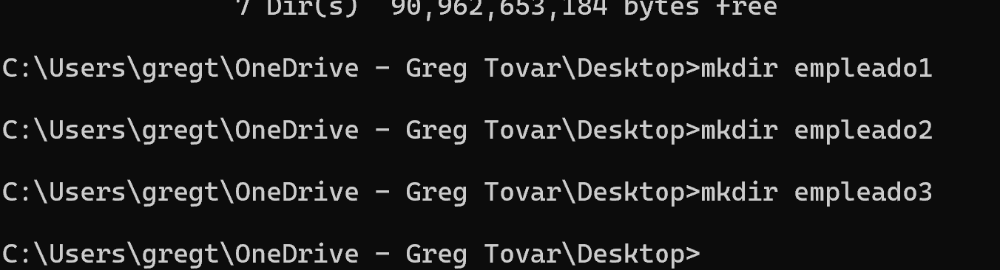 7 Dir(s)  90,962,653,184 bytes free
C:\Users\gregt\OneDrive - Greg Tovar\Desktop>mkdir empleado1
C:\Users\gregt\OneDrive - Greg Tovar\Desktop>mkdir empleado2
C:\Users\gregt\OneDrive - Greg Tovar\Desktop>mkdir empleado3
C:\Users\gregt\OneDrive - Greg Tovar\Desktop>